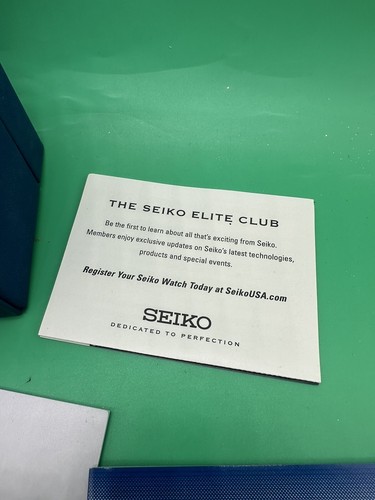 THE SEIKO ELITE CLUB
Be the first to learn about all that's exciting from Seiko.
Members enjoy exclusive updates on Seiko's latest technologies,
products and special events.
Register Your Seiko Watch Today at SeikoUSA.com
SEIKO
DEDICATED TO PERFECTION